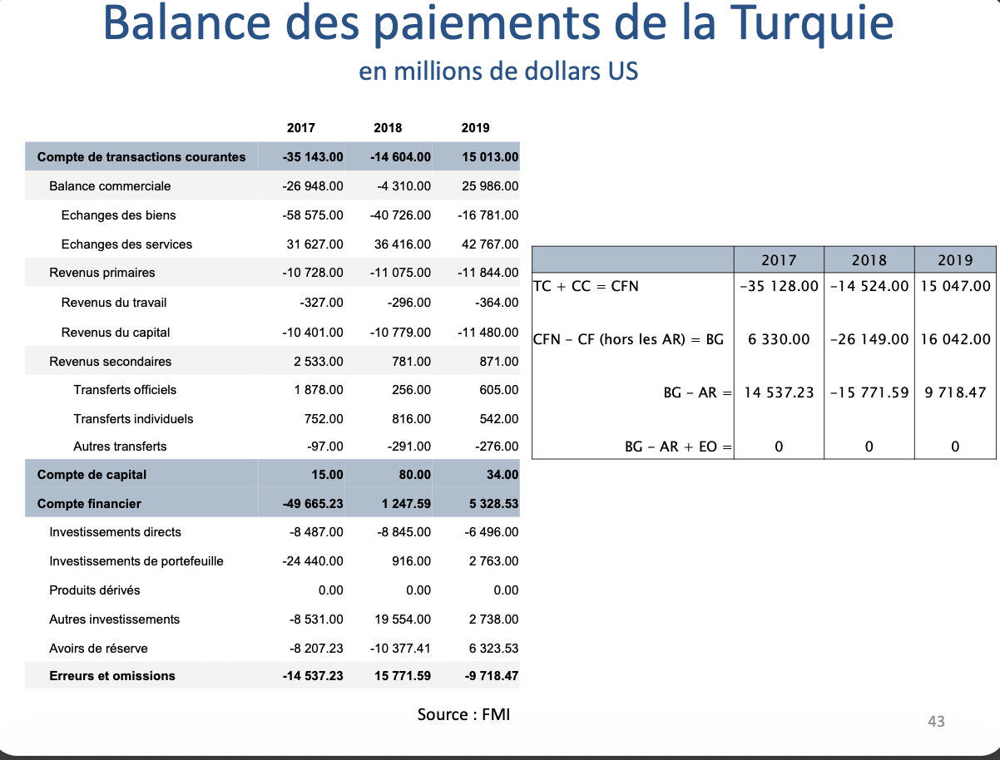 Balance des paiements de la Turquie
en millions de dollars US
2017 2018 2019
Compte de transactions courantes -35 143.00 -14 604.00 15 013.00
Balance commerciale -26 948.00 -4 310.00 25 986.00
Echanges des biens -58 575.00 -40 726.00 -16 781.00
Echanges des services 31 627.00 36 416.00 42 767.00
Revenus primaires -10 728.00 -11 075.00 -11 844.00
Revenus du travail -327.00 -296.00 -364.00
Revenus du capital -10 401.00 -10 779.00 -11 480.00
Revenus secondaires 2 533.00 781.00 871.00
Transferts officiels 1 878.00 256.00 605.00
Transferts individuels 752.00 816.00 542.00
Autres transferts -97.00 -291.00 -276.00
Compte de capital 15.00 80.00 34.00
Compte financier -49 665.23 1 247.59 5 328.53
Investissements directs -8 487.00 -8 845.00 -6 496.00
Investissements de portefeuille -24 440.00 916.00 2 763.00
Produits dérivés 0.00 0.00 0.00
Autres investissements -8 531.00 19 554.00 2 738.00
Avoirs de réserve -8 207.23 -10 377.41 6 323.53
Erreurs et omissions -14 537.23 15 771.59 -9 718.47
2017 2018 2019
TC + CC = CFN -35 128.00 -14 524.00 15 047.00
CFN - CF (hors les AR) = BG 6 330.00 -26 149.00 16 042.00
BG - AR = 14 537.23 -15 771.59 9 718.47
BG - AR + EO = 0 0 0
Source : FMI
43